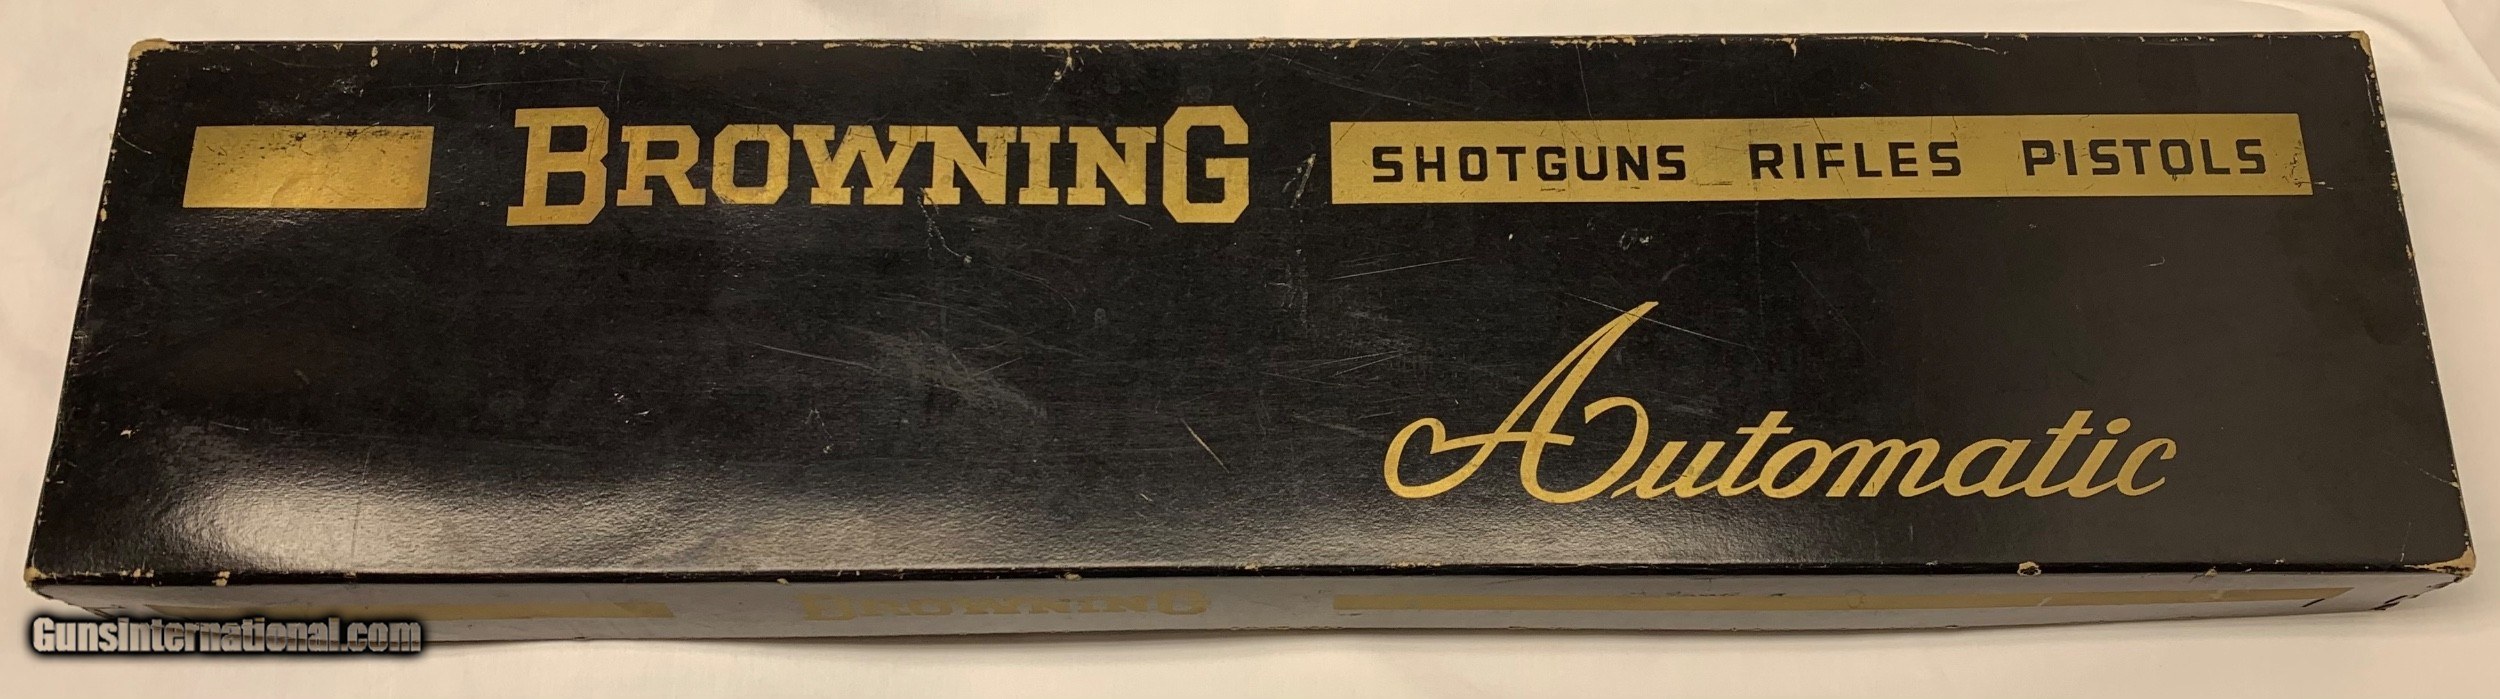 BROWNING SHOTGUNS RIFLES PISTOLS
Automatic
BROWNING
GunsInternational.com